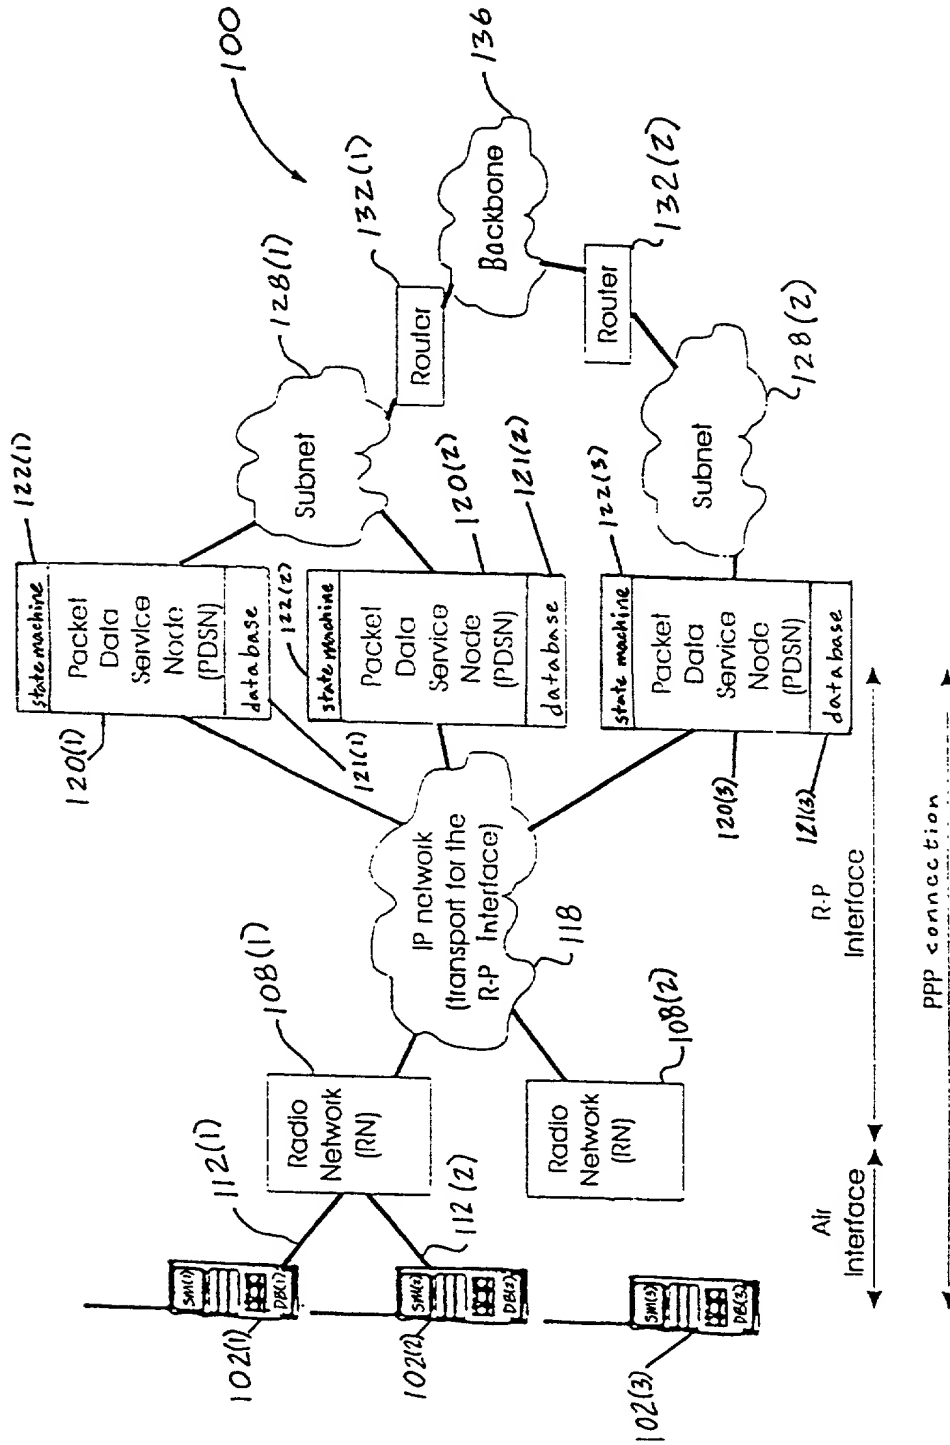 100
SM(1)
DB(1)
102(1)
SM(2)
DB(2)
102(2)
SM(3)
DB(3)
102(3)
112(1)
112(2)
Radio
Network
(RN)
108(1)
Radio
Network
(RN)
108(2)
IP network
(transport for the
R-P Interface)
118
120(1)
state machine
Packet
Data
Service
Node
(PDSN)
database
122(1)
122(2)
state machine
Packet
Data
Service
Node
(PDSN)
database
120(2)
121(2)
state machine
Packet
Data
Service
Node
(PDSN)
database
122(3)
120(3)
121(3)
Subnet
128(1)
Router
132(1)
Backbone
136
Router
132(2)
Subnet
128(2)
Air
Interface
R-P
Interface
PPP connection